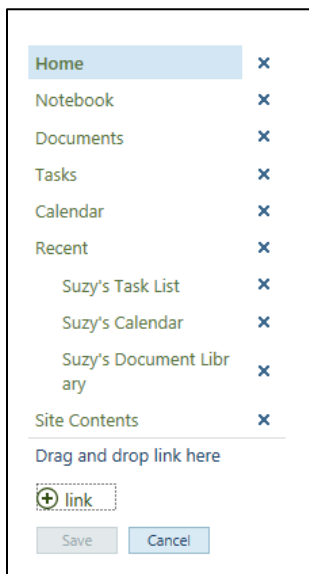 Home
Notebook
Documents
Tasks
Calendar
Recent
Suzy's Task List
Suzy's Calendar
Suzy's Document Libr
ary
Site Contents
Drag and drop link here
link
Save Cancel